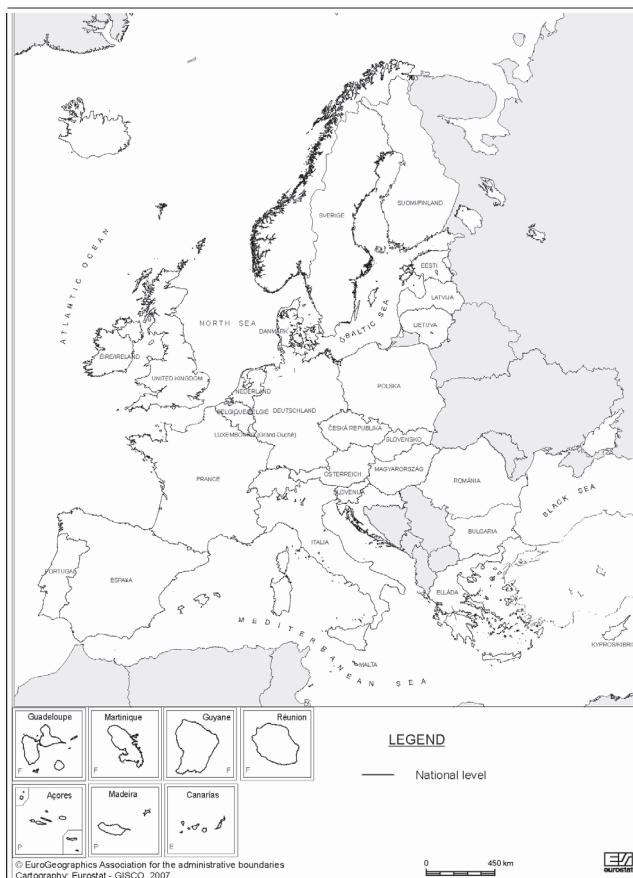 ATLANTIC OCEAN
SVERIGE
SUOMI/FINLAND
EESTI
LATVIJA
LIETUVA
NORTH SEA
DANMARK
BALTIC SEA
ÉIRE/IRELAND
UNITED KINGDOM
NEDERLAND
POLSKA
BELGIQUE/BELGIË
DEUTSCHLAND
LUXEMBOURG (Grand-Duché)
ČESKÁ REPUBLIKA
SLOVENSKO
ÖSTERREICH
MAGYARORSZÁG
FRANCE
SLOVENIJA
ROMÂNIA
BLACK SEA
BULGARIA
ITALIA
PORTUGAL
ESPAÑA
ELLÁDA
KYPROS/KIBRIS
MEDITERRANEAN SEA
MALTA
Guadeloupe
F
Martinique
F
Guyane
F
Réunion
F
LEGEND
National level
Açores
P
Madeira
P
Canarias
E
© EuroGeographics Association for the administrative boundaries
Cartography: Eurostat - GISCO, 2007
0 450 km
eurostat